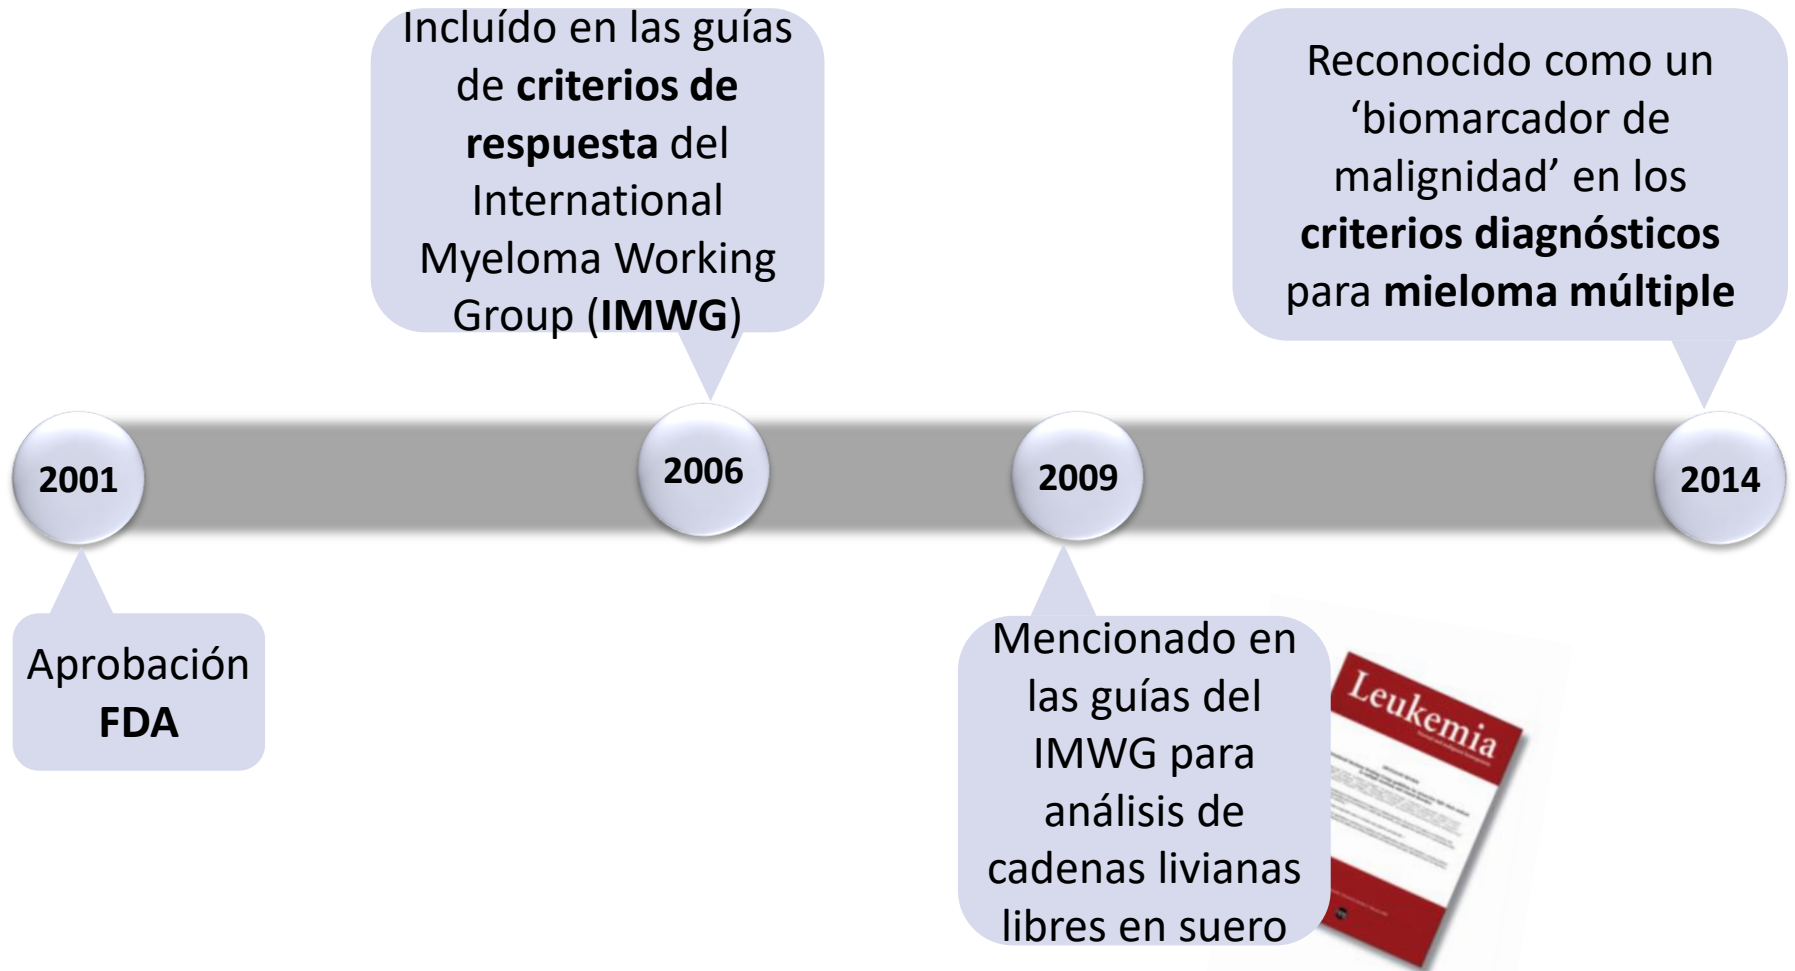 Incluído en las guías
de criterios de
respuesta del
International
Myeloma Working
Group (IMWG)
Reconocido como un
‘biomarcador de
malignidad’ en los
criterios diagnósticos
para mieloma múltiple
2001
2006
2009
2014
Aprobación
FDA
Mencionado en
las guías del
IMWG para
análisis de
cadenas livianas
libres en suero
Leukemia